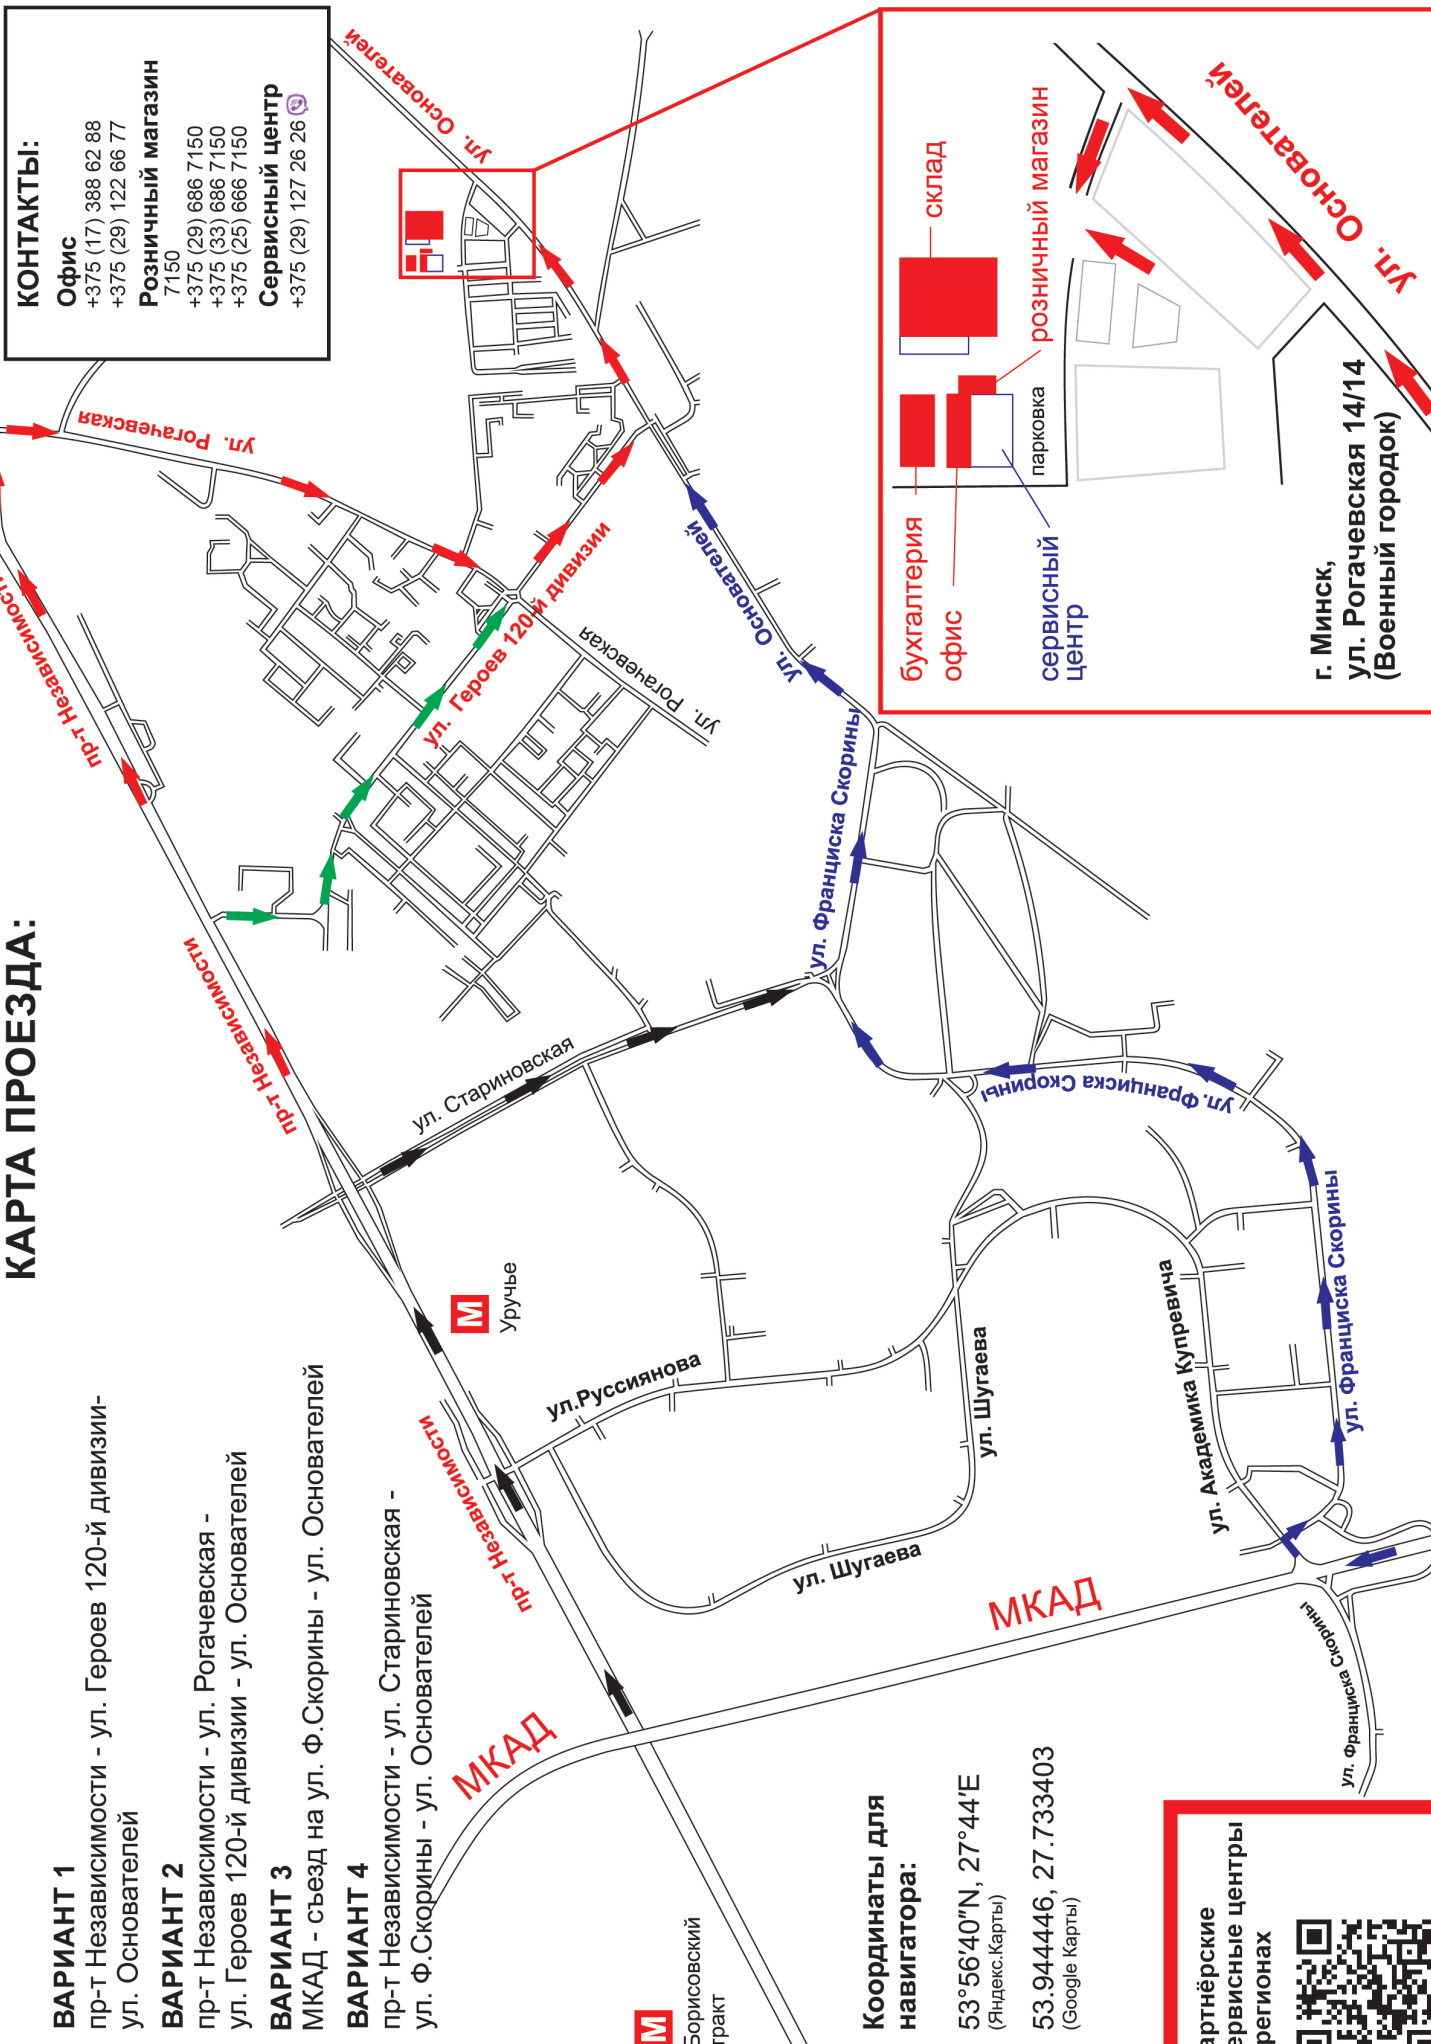 КАРТА ПРОЕЗДА:
ВАРИАНТ 1
пр-т Независимости - ул. Героев 120-й дивизии-
ул. Основателей
ВАРИАНТ 2
пр-т Независимости - ул. Рогачевская -
ул. Героев 120-й дивизии - ул. Основателей
ВАРИАНТ 3
МКАД - съезд на ул. Ф.Скорины - ул. Основателей
ВАРИАНТ 4
пр-т Независимости - ул. Стариновская -
ул. Ф.Скорины - ул. Основателей
КОНТАКТЫ:
Офис
+375 (17) 388 62 88
+375 (29) 122 66 77
Розничный магазин
7150
+375 (29) 686 7150
+375 (33) 686 7150
+375 (25) 666 7150
Сервисный центр
+375 (29) 127 26 26
ул. Основателей
ул. Рогачевская
пр-т Независимости
пр-т Независимости
пр-т Независимости
ул. Героев 120-й дивизии
ул. Рогачевская
ул. Основателей
ул. Стариновская
ул. Франциска Скорины
ул. Франциска Скорины
ул. Франциска Скорины
ул. Франциска Скорины
М
Уручье
ул.Руссиянова
ул. Шугаева
ул. Шугаева
ул. Академика Купревича
МКАД
МКАД
М
Борисовский
тракт
Координаты для
навигатора:
53°56'40"N, 27°44'E
(Яндекс.Карты)
53.944446, 27.733403
(Google Карты)
регионах
бухгалтерия
офис
сервисный
центр
склад
розничный магазин
парковка
ул. Основателей
г. Минск,
ул. Рогачевская 14/14
(Военный городок)